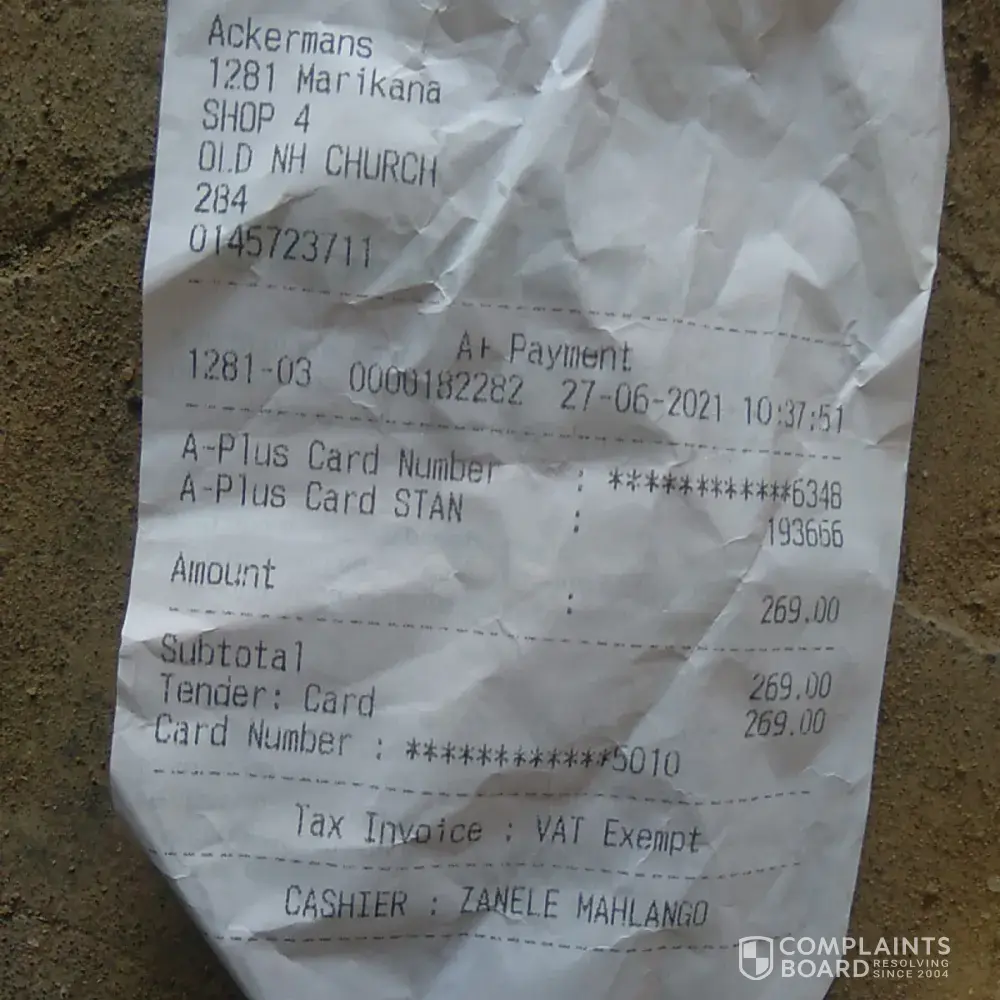 Ackermans
1281 Marikana
SHOP 4
OLD NH CHURCH
284
0145723711
A+ Payment
1281-03 0000182282 27-06-2021 10:37:51
A-Plus Card Number : ************6348
A-Plus Card STAN : 193666
Amount : 269.00
Subtotal 269.00
Tender: Card 269.00
Card Number : ************5010
Tax Invoice : VAT Exempt
CASHIER : ZANELE MAHLANGO
COMPLAINTS
BOARD RESOLVING
SINCE 2004